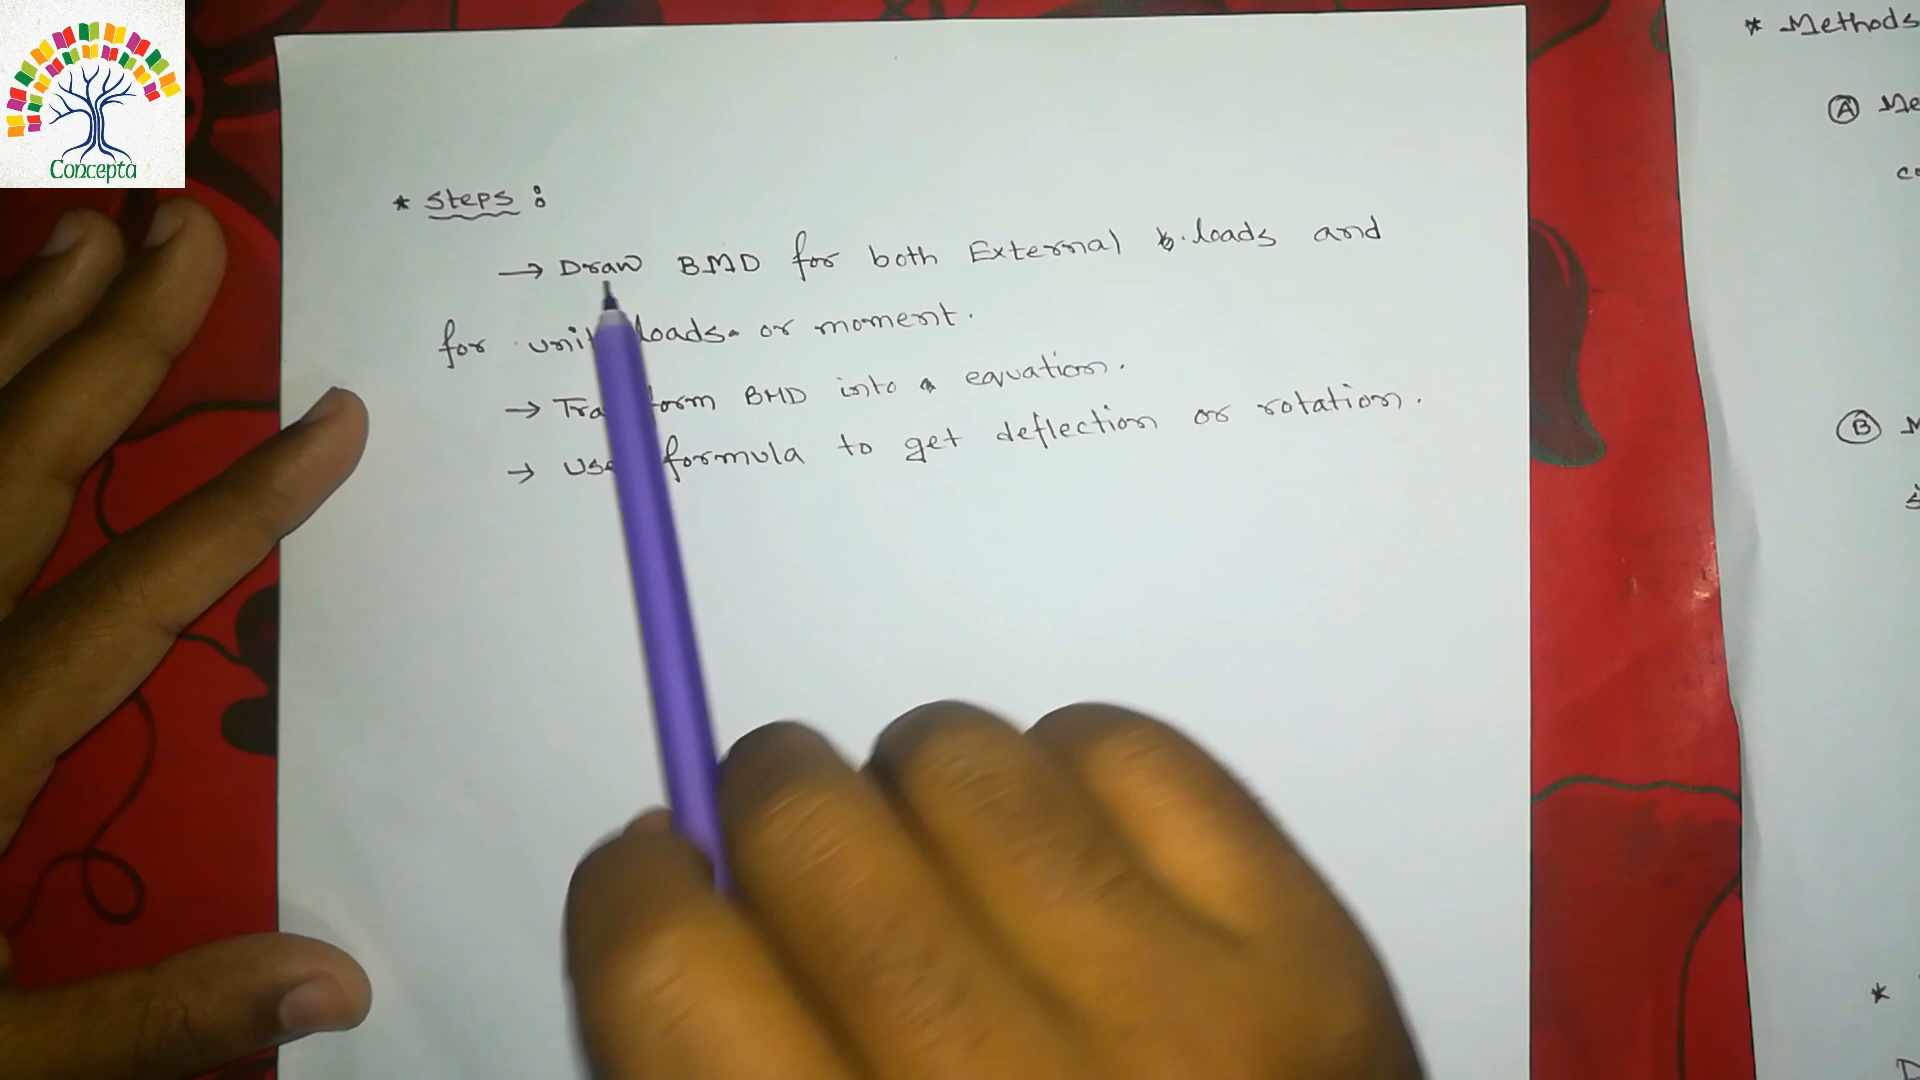 Concepta
* Steps :
→ Draw BMD for both External loads and
for unit loads or moment.
→ BMD into a equation.
→ formula to get deflection or rotation.
* Methods
A
B
*